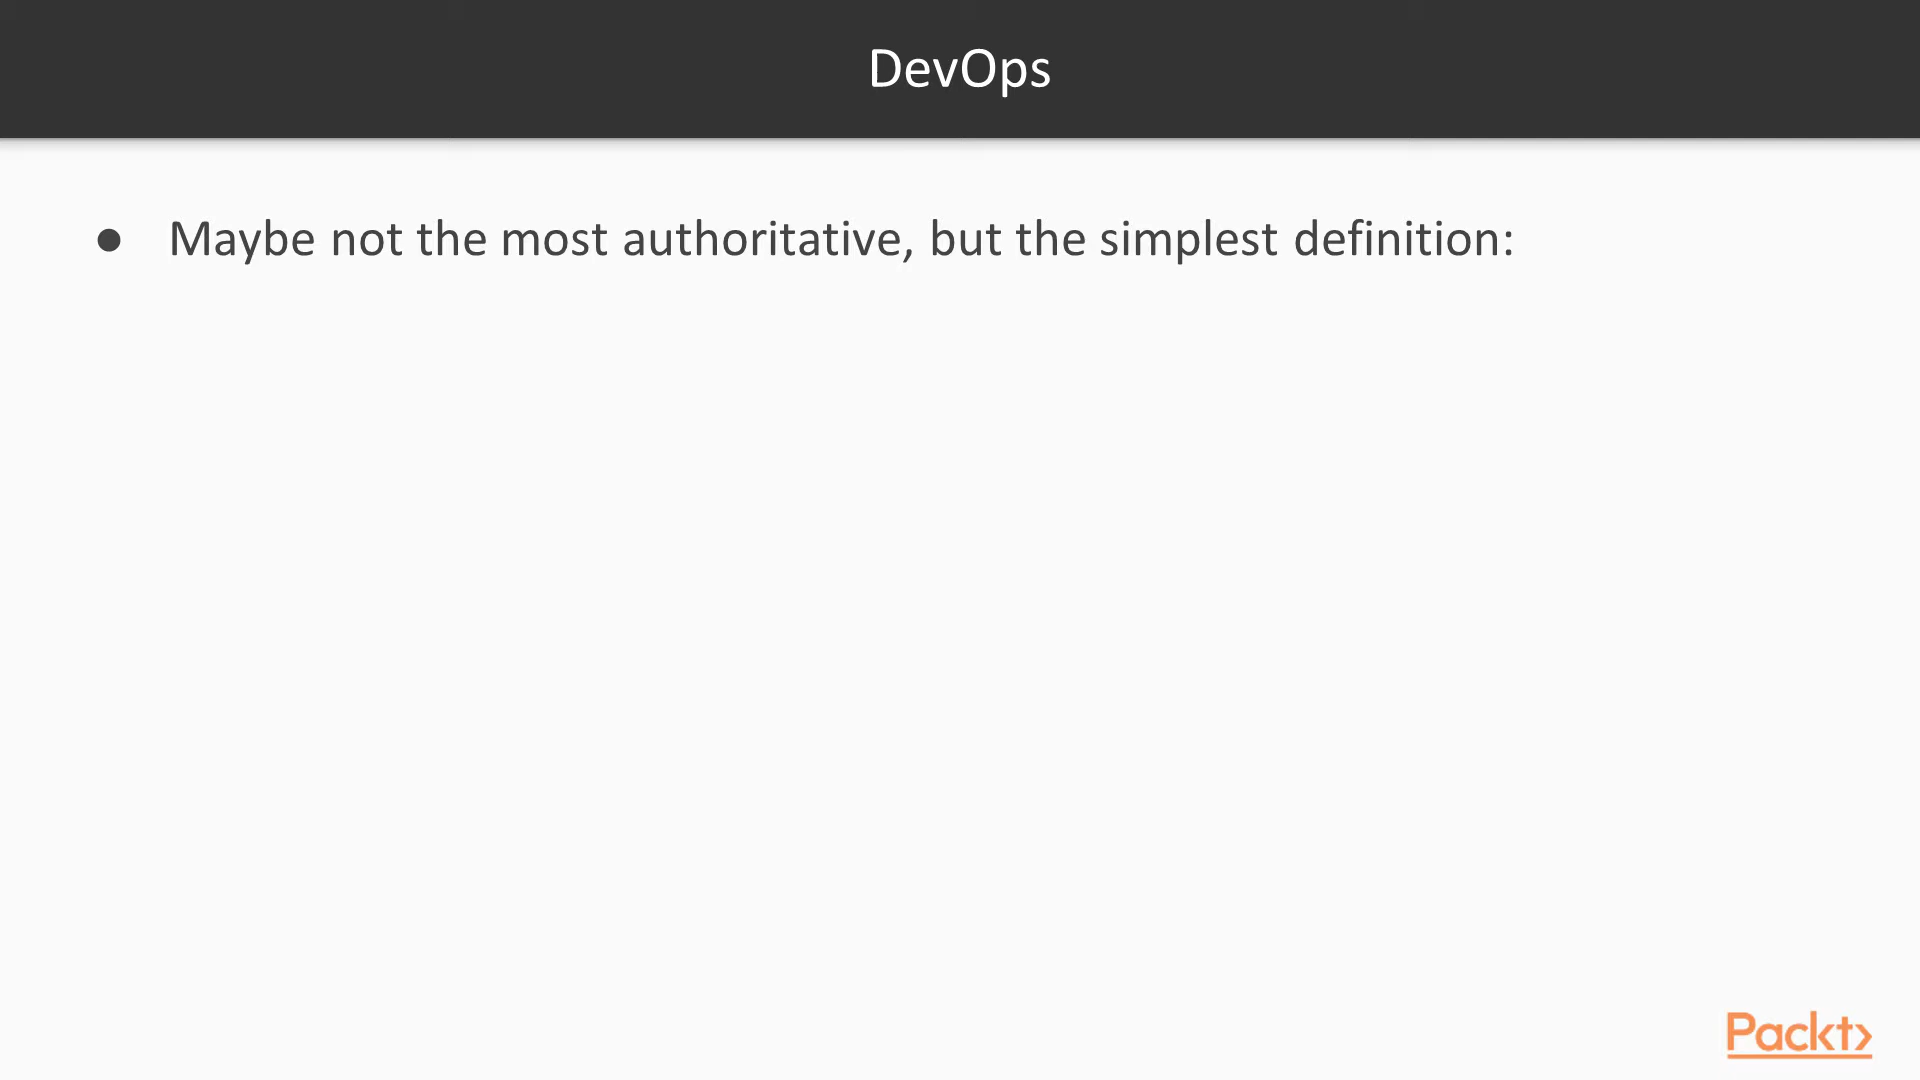 DevOps
● Maybe not the most authoritative, but the simplest definition:
Packt>